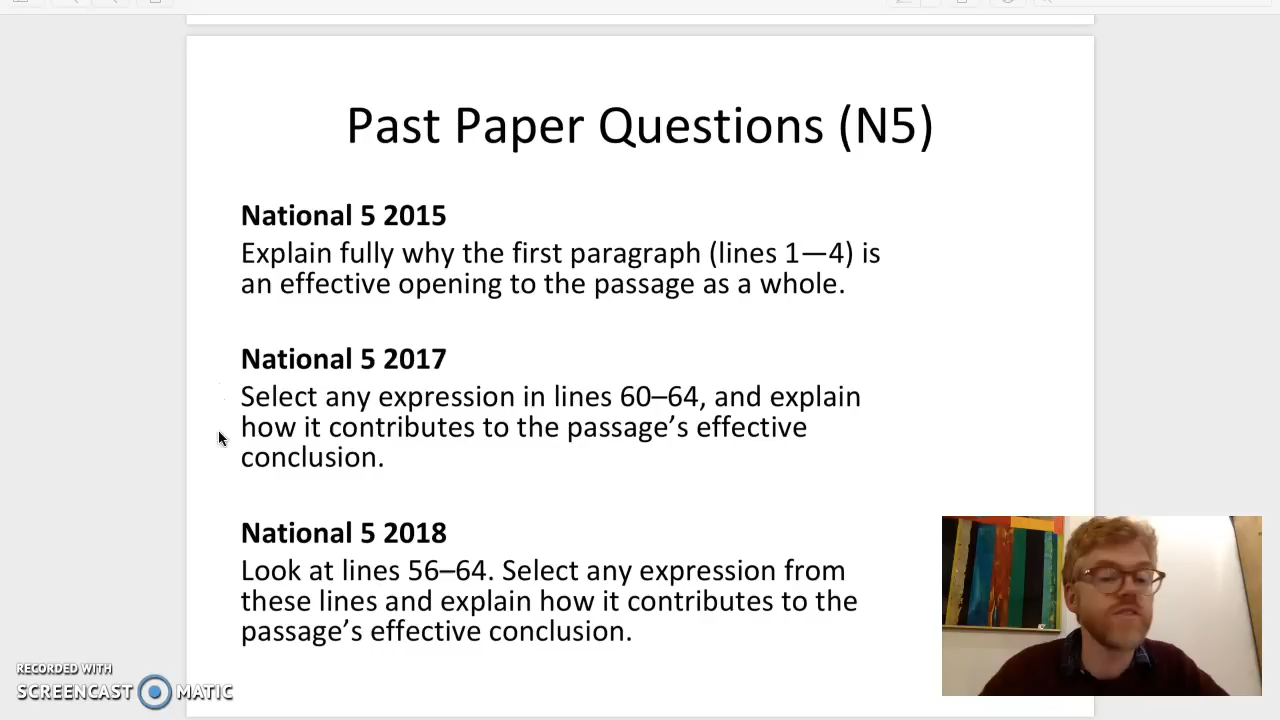 Past Paper Questions (N5)
National 5 2015
Explain fully why the first paragraph (lines 1—4) is
an effective opening to the passage as a whole.
National 5 2017
Select any expression in lines 60–64, and explain
how it contributes to the passage’s effective
conclusion.
National 5 2018
Look at lines 56–64. Select any expression from
these lines and explain how it contributes to the
passage’s effective conclusion.
RECORDED WITH
SCREENCAST MATIC